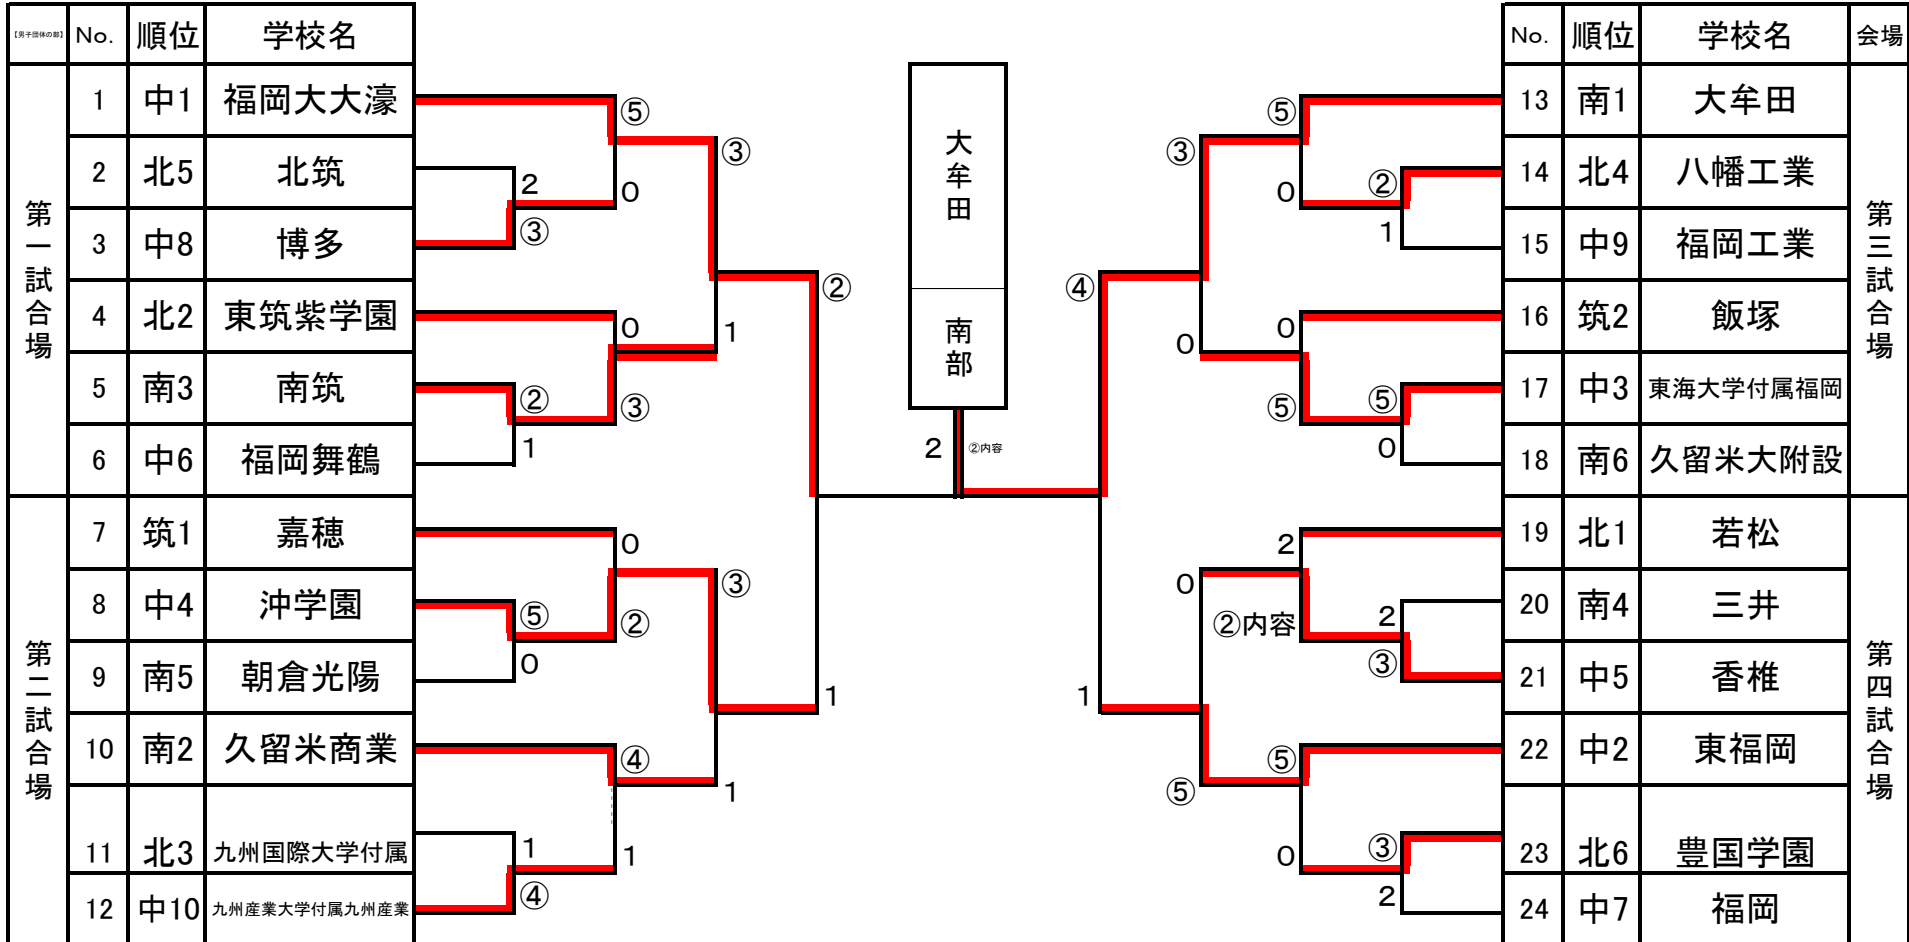 【男子団体の部】 No. 順位 学校名
第一試合場
1 中1 福岡大大濠
2 北5 北筑
3 中8 博多
4 北2 東筑紫学園
5 南3 南筑
6 中6 福岡舞鶴
第二試合場
7 筑1 嘉穂
8 中4 沖学園
9 南5 朝倉光陽
10 南2 久留米商業
11 北3 九州国際大学付属
12 中10 九州産業大学付属九州産業
⑤
0
2
③
0
③
②
1
③
1
0
②
⑤
0
④
1
1
④
③
1
②
1
大牟田
南部
2 ②内容
④
1
③
0
0
⑤
⑤
0
②
1
0
⑤
⑤
0
2
②内容
2
③
⑤
0
③
2
No. 順位 学校名 会場
第三試合場
13 南1 大牟田
14 北4 八幡工業
15 中9 福岡工業
16 筑2 飯塚
17 中3 東海大学付属福岡
18 南6 久留米大附設
第四試合場
19 北1 若松
20 南4 三井
21 中5 香椎
22 中2 東福岡
23 北6 豊国学園
24 中7 福岡